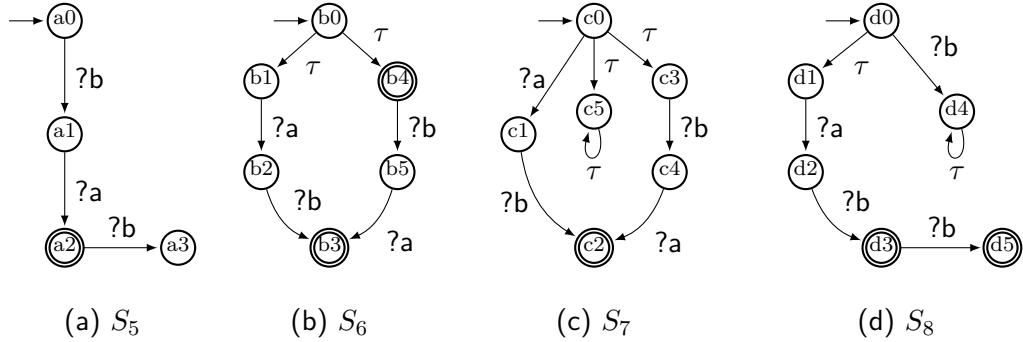 a0 b0 c0 d0
τ τ ?b
?b b1 τ b4 ?a τ c3 d1 τ
c5 d4
a1 ?a ?b c1 ?b ?a
τ τ
b2 b5 c4 d2
?a ?b ?a ?b ?a ?b
a2 ?b a3 b3 c2 d3 ?b d5
(a) S₅ (b) S₆ (c) S₇ (d) S₈